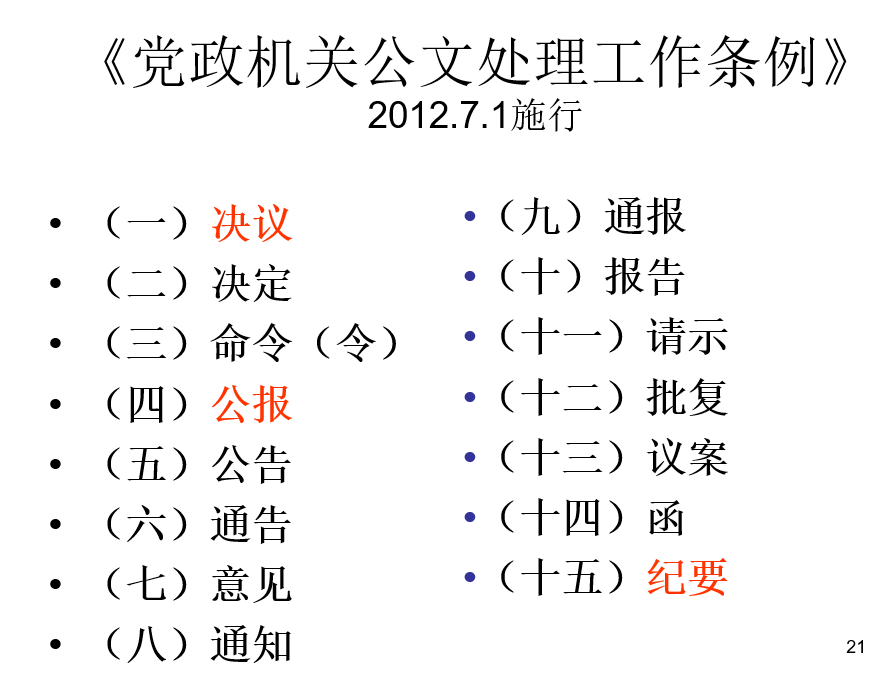 《党政机关公文处理工作条例》
2012.7.1施行
• （一）决议
• （二）决定
• （三）命令（令）
• （四）公报
• （五）公告
• （六）通告
• （七）意见
• （八）通知
• （九）通报
• （十）报告
• （十一）请示
• （十二）批复
• （十三）议案
• （十四）函
• （十五）纪要
21